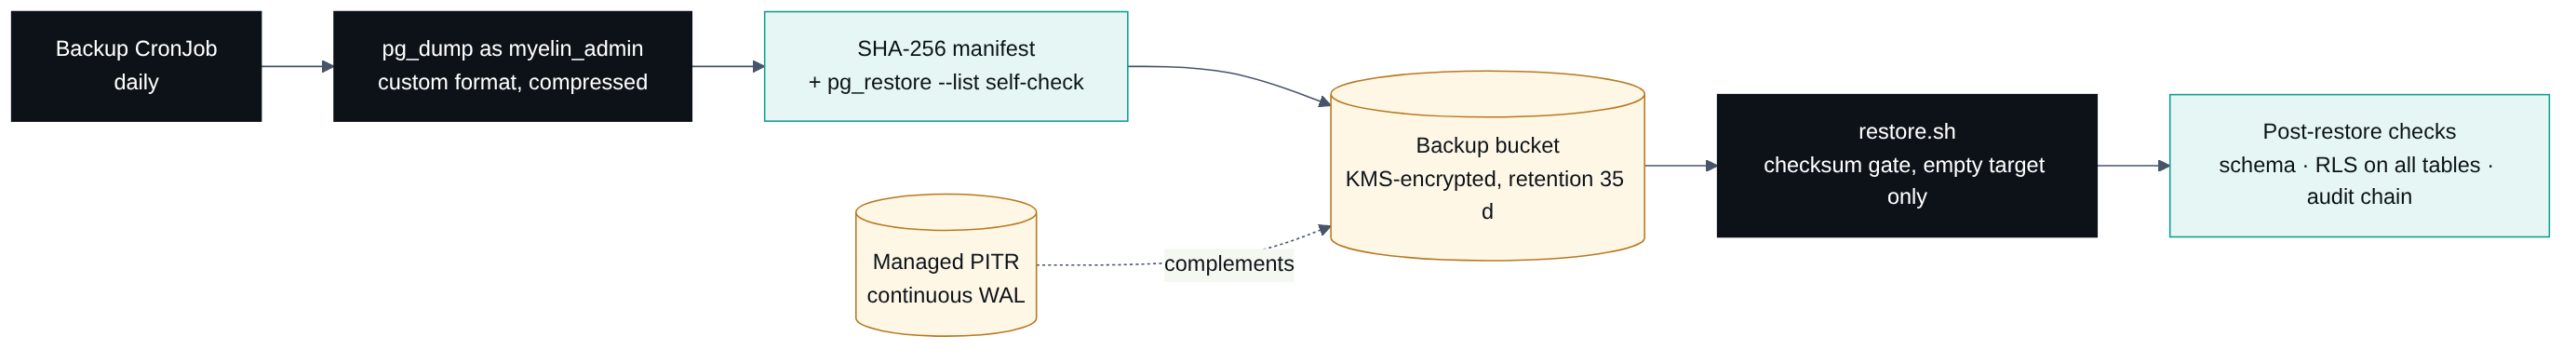 Backup CronJob
daily
pg_dump as myelin_admin
custom format, compressed
SHA-256 manifest
+ pg_restore --list self-check
Managed PITR
continuous WAL
complements
Backup bucket
KMS-encrypted, retention 35
d
restore.sh
checksum gate, empty target
only
Post-restore checks
schema · RLS on all tables ·
audit chain